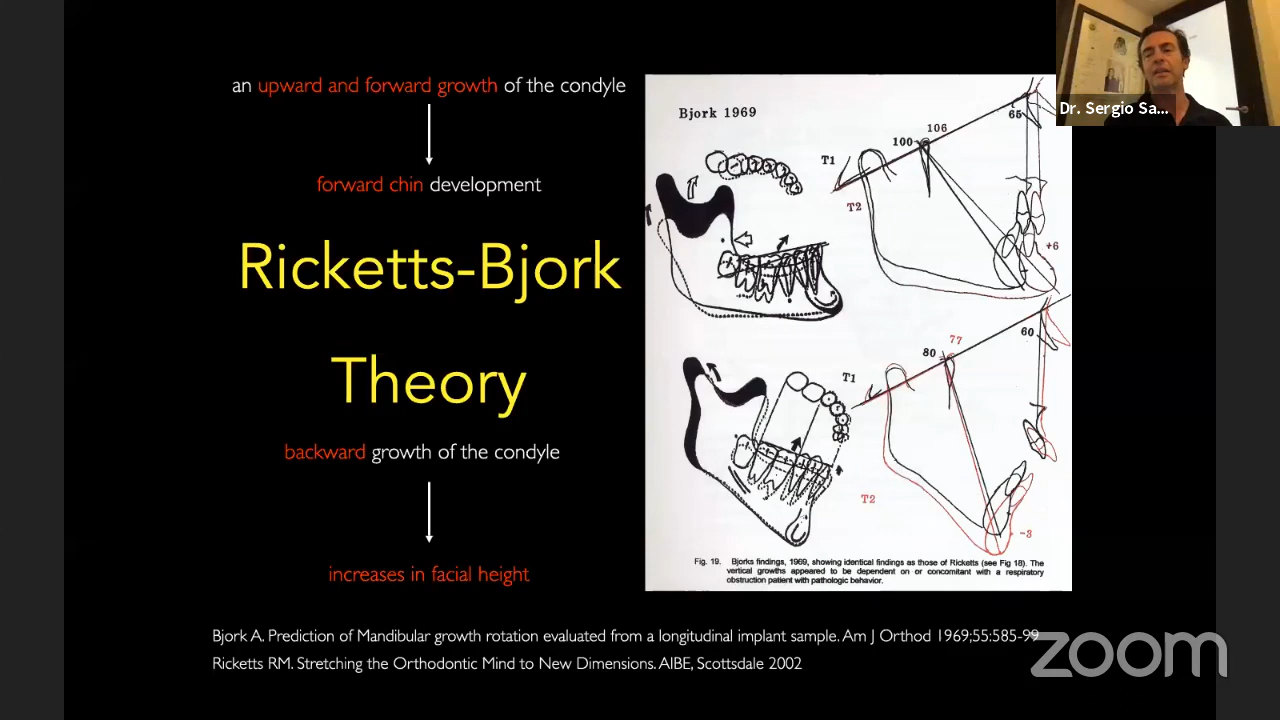 an upward and forward growth of the condyle
forward chin development
Ricketts-Bjork
Theory
backward growth of the condyle
increases in facial height
Bjork 1969
T1
T2
100
106
65
+6
T1
T2
80
77
60
-3
Fig. 19. Bjorks findings, 1969, showing identical findings as those of Ricketts (see Fig 18). The
vertical growths appeared to be dependent on or concomitant with a respiratory
obstruction patient with pathologic behavior.
Bjork A. Prediction of Mandibular growth rotation evaluated from a longitudinal implant sample. Am J Orthod 1969;55:585-99
Ricketts RM. Stretching the Orthodontic Mind to New Dimensions. AIBE, Scottsdale 2002
Dr. Sergio Sa...
zoom